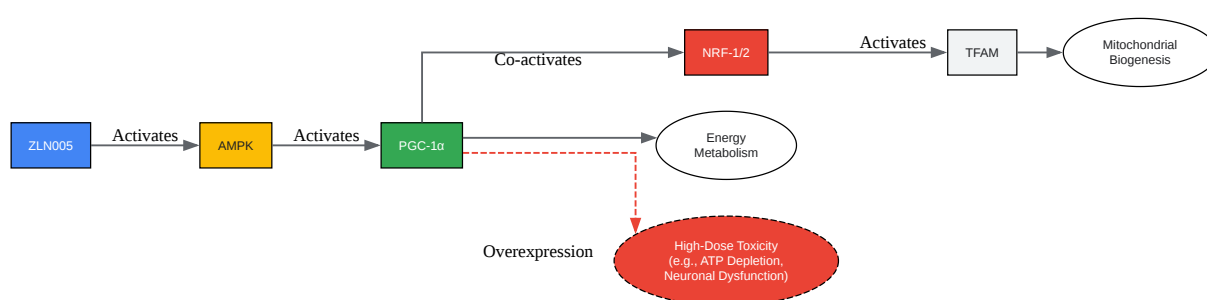 Mitochondrial
Biogenesis
NRF-1/2
Activates
TFAM
Co-activates
ZLN005
Activates
AMPK
Activates
PGC-1α
Energy
Metabolism
Overexpression
High-Dose Toxicity
(e.g., ATP Depletion,
Neuronal Dysfunction)